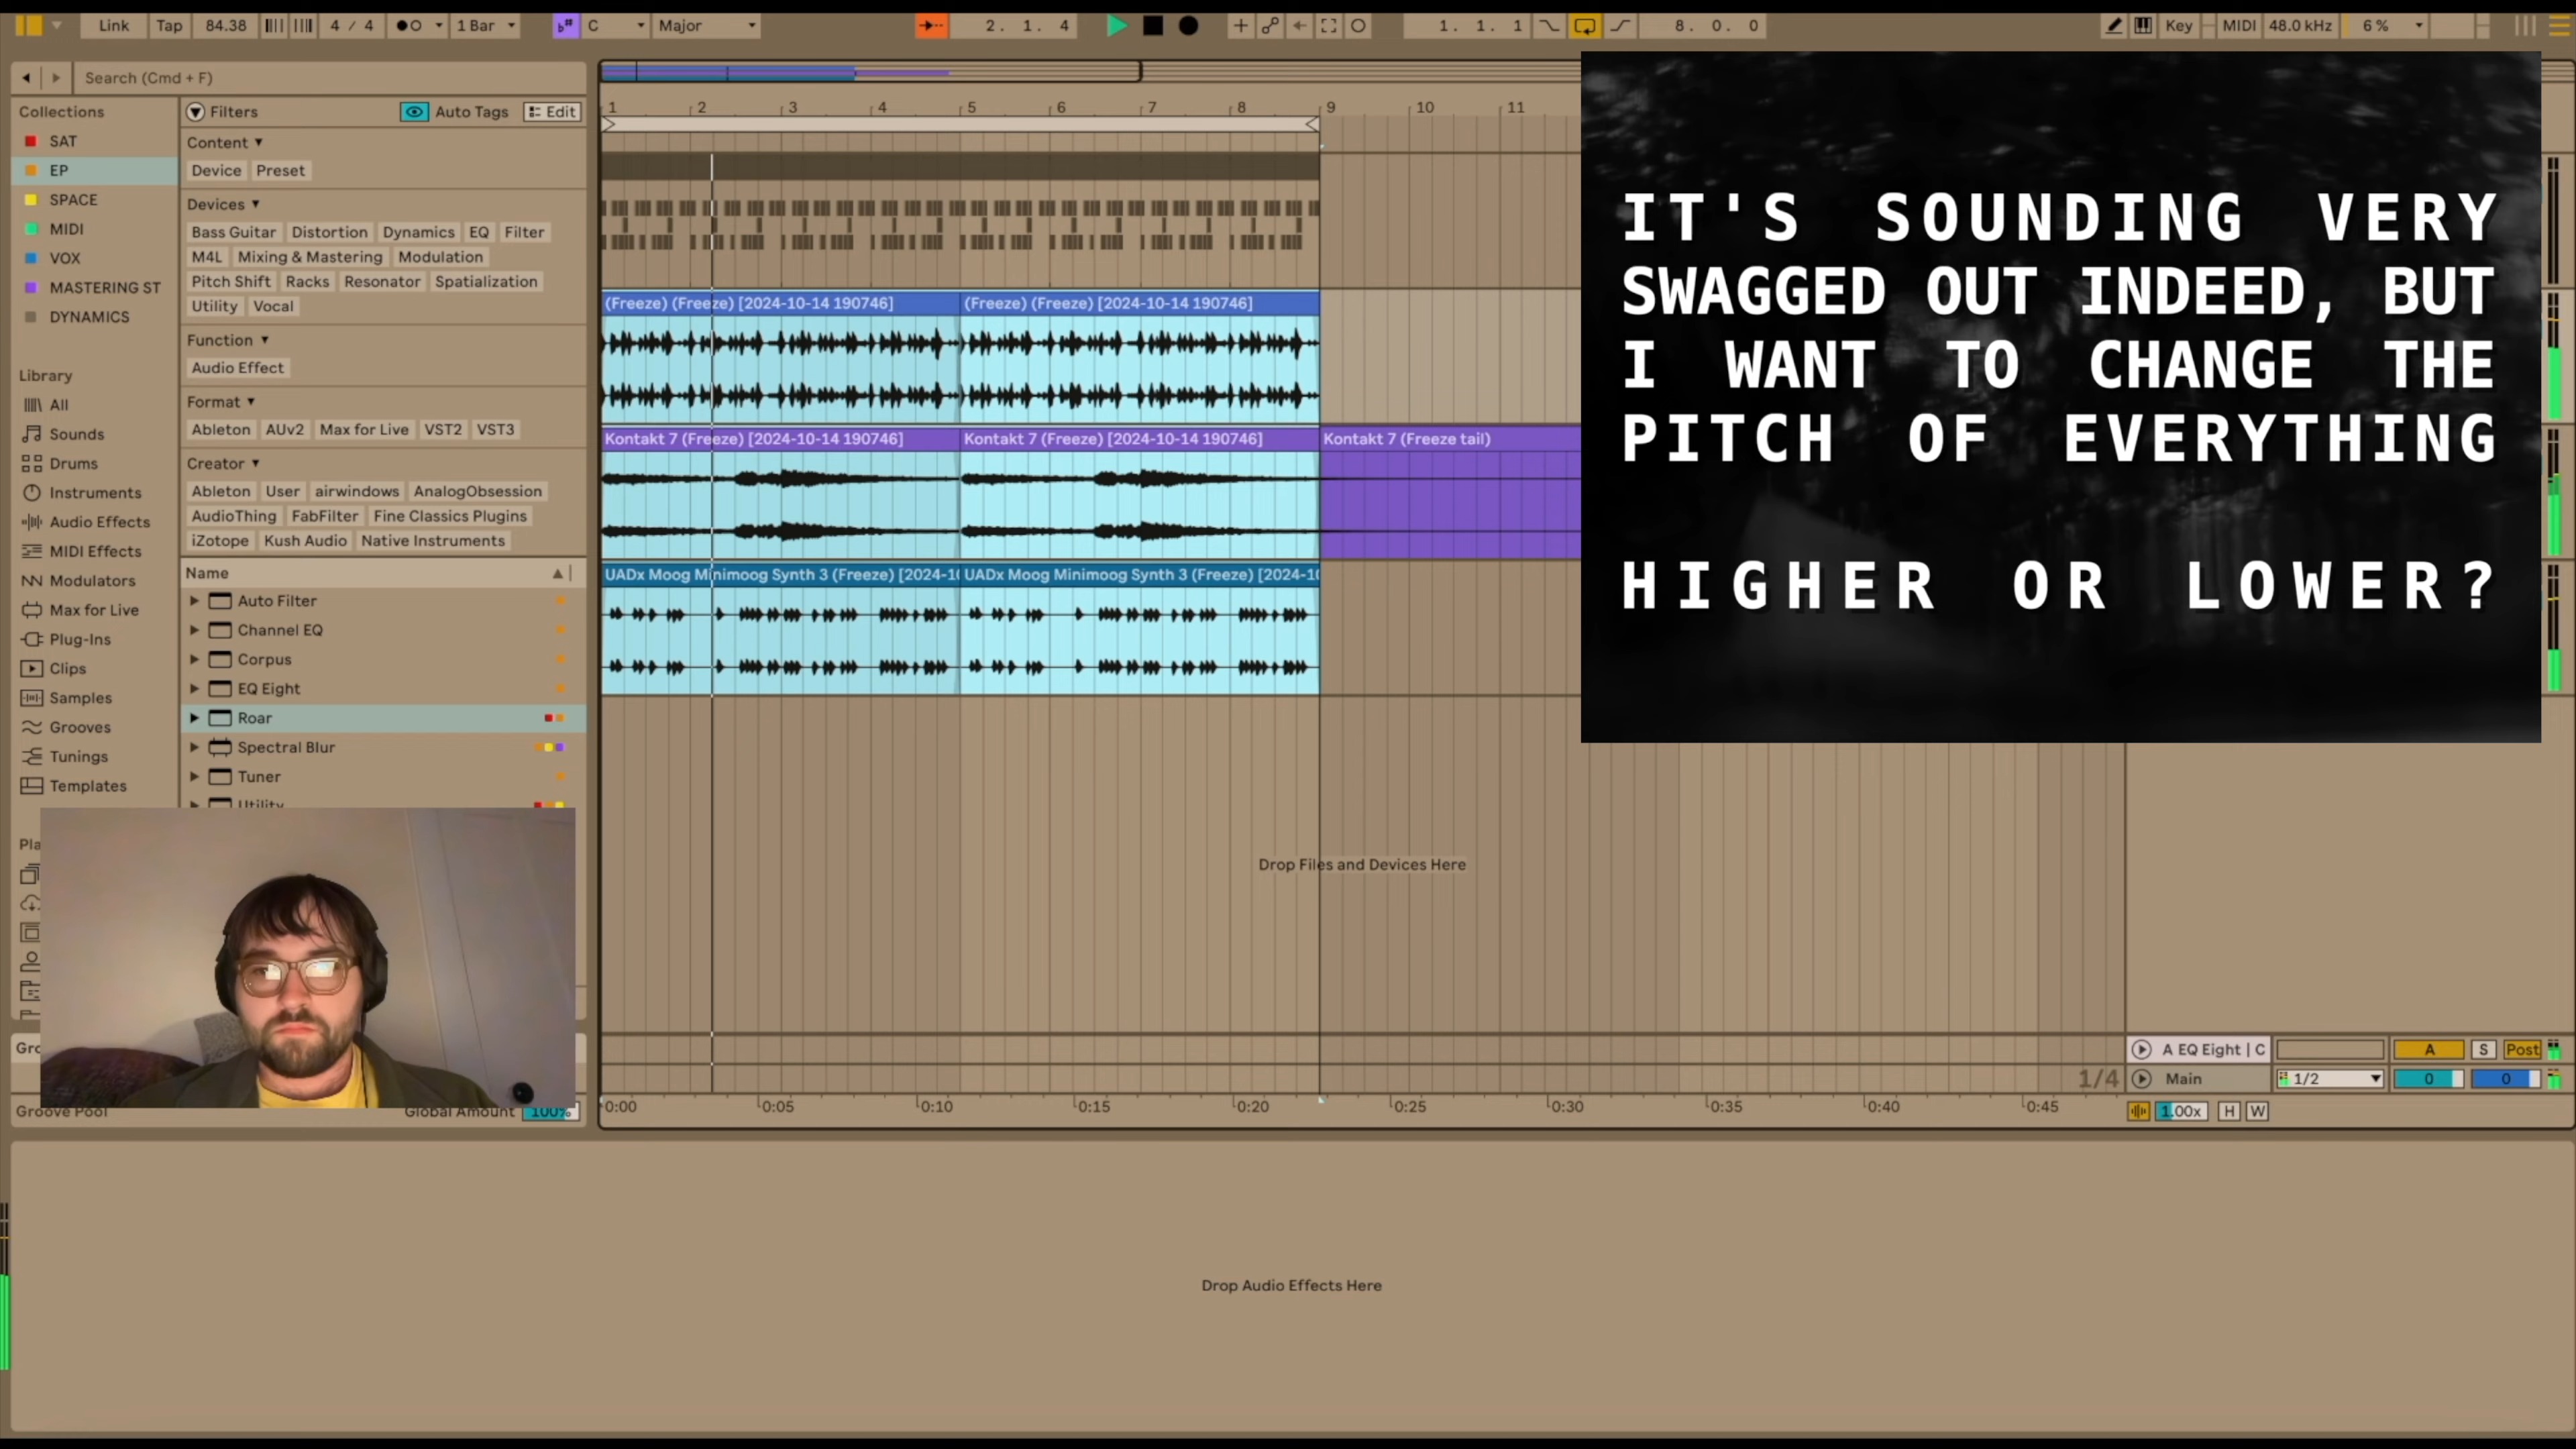 Link Tap 84.38 4 / 4 1 Bar C Major 2. 1. 4 1. 1. 1 8. 0. 0 Key MIDI 48.0 kHz 6 %
Search (Cmd + F)
Collections
SAT
EP
SPACE
MIDI
VOX
MASTERING ST
DYNAMICS
Library
All
Sounds
Drums
Instruments
Audio Effects
MIDI Effects
Modulators
Max for Live
Plug-Ins
Clips
Samples
Grooves
Tunings
Templates
Filters Auto Tags Edit
Content
Device Preset
Devices
Bass Guitar Distortion Dynamics EQ Filter
M4L Mixing & Mastering Modulation
Pitch Shift Racks Resonator Spatialization
Utility Vocal
Function
Audio Effect
Format
Ableton AUv2 Max for Live VST2 VST3
Creator
Ableton User airwindows AnalogObsession
AudioThing FabFilter Fine Classics Plugins
iZotope Kush Audio Native Instruments
Name
Auto Filter
Channel EQ
Corpus
EQ Eight
Roar
Spectral Blur
Tuner
Utility
Groove Pool Global Amount 100%
1 2 3 4 5 6 7 8 9 10 11
(Freeze) (Freeze) [2024-10-14 190746] (Freeze) (Freeze) [2024-10-14 190746]
Kontakt 7 (Freeze) [2024-10-14 190746] Kontakt 7 (Freeze) [2024-10-14 190746] Kontakt 7 (Freeze tail)
UADx Moog Minimoog Synth 3 (Freeze) [2024-10 UADx Moog Minimoog Synth 3 (Freeze) [2024-10
IT'S SOUNDING VERY
SWAGGED OUT INDEED, BUT
I WANT TO CHANGE THE
PITCH OF EVERYTHING
HIGHER OR LOWER?
Drop Files and Devices Here
A EQ Eight | C A S Post
1/4 Main 1/2 0 0
0:00 0:05 0:10 0:15 0:20 0:25 0:30 0:35 0:40 0:45 1.00x H W
Drop Audio Effects Here